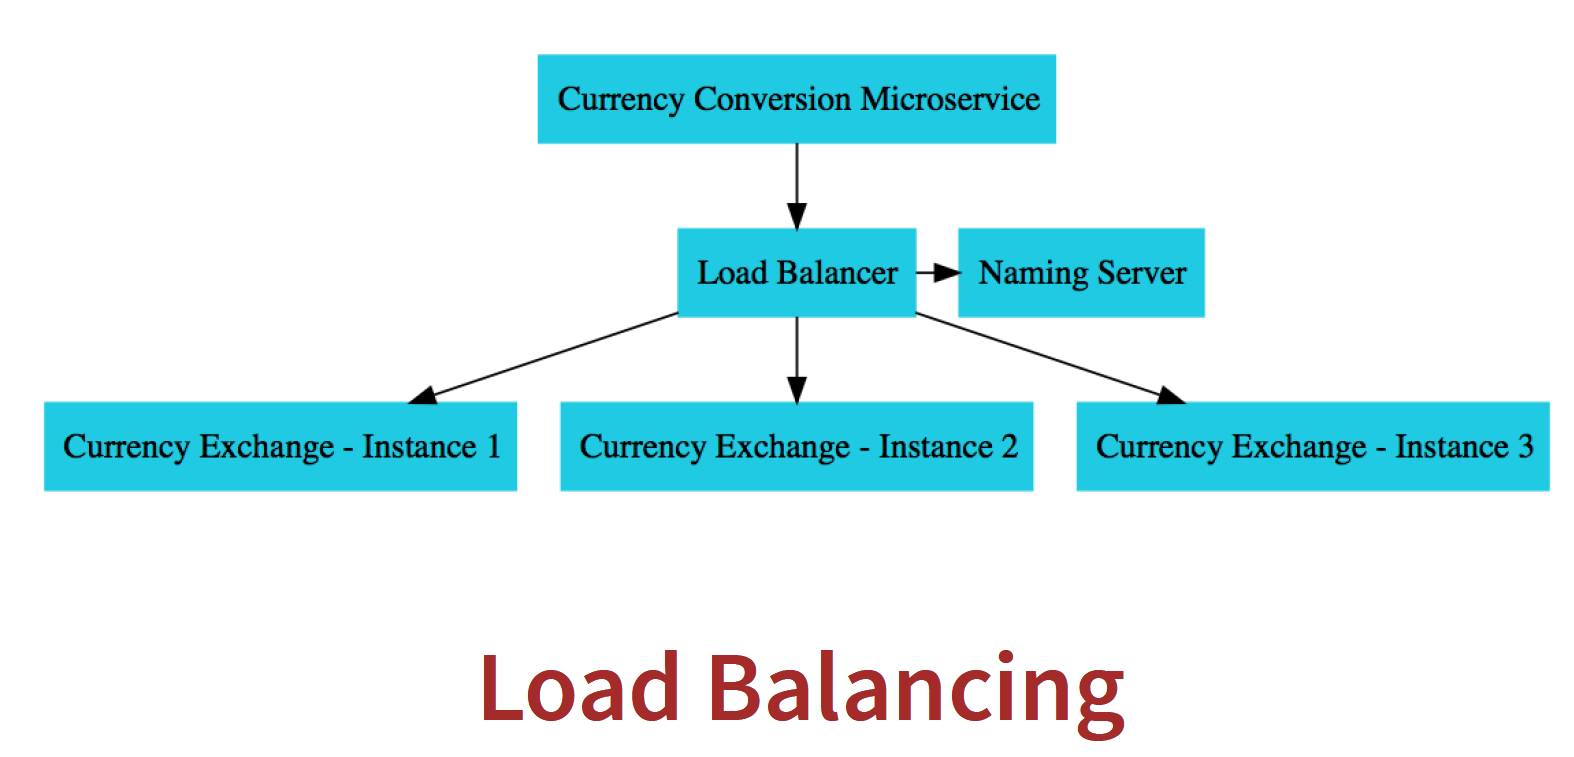 Currency Conversion Microservice
Load Balancer
Naming Server
Currency Exchange - Instance 1
Currency Exchange - Instance 2
Currency Exchange - Instance 3
Load Balancing